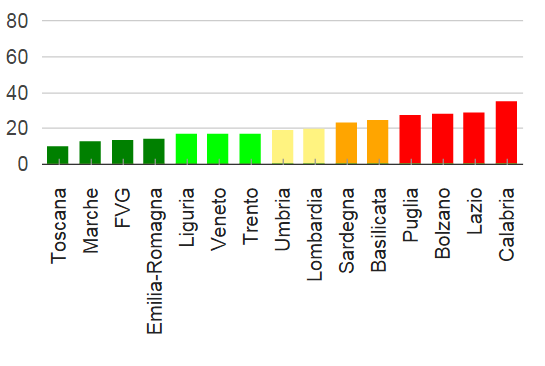 80
60
40
20
0
Toscana
Marche
FVG
Emilia-Romagna
Liguria
Veneto
Trento
Umbria
Lombardia
Sardegna
Basilicata
Puglia
Bolzano
Lazio
Calabria